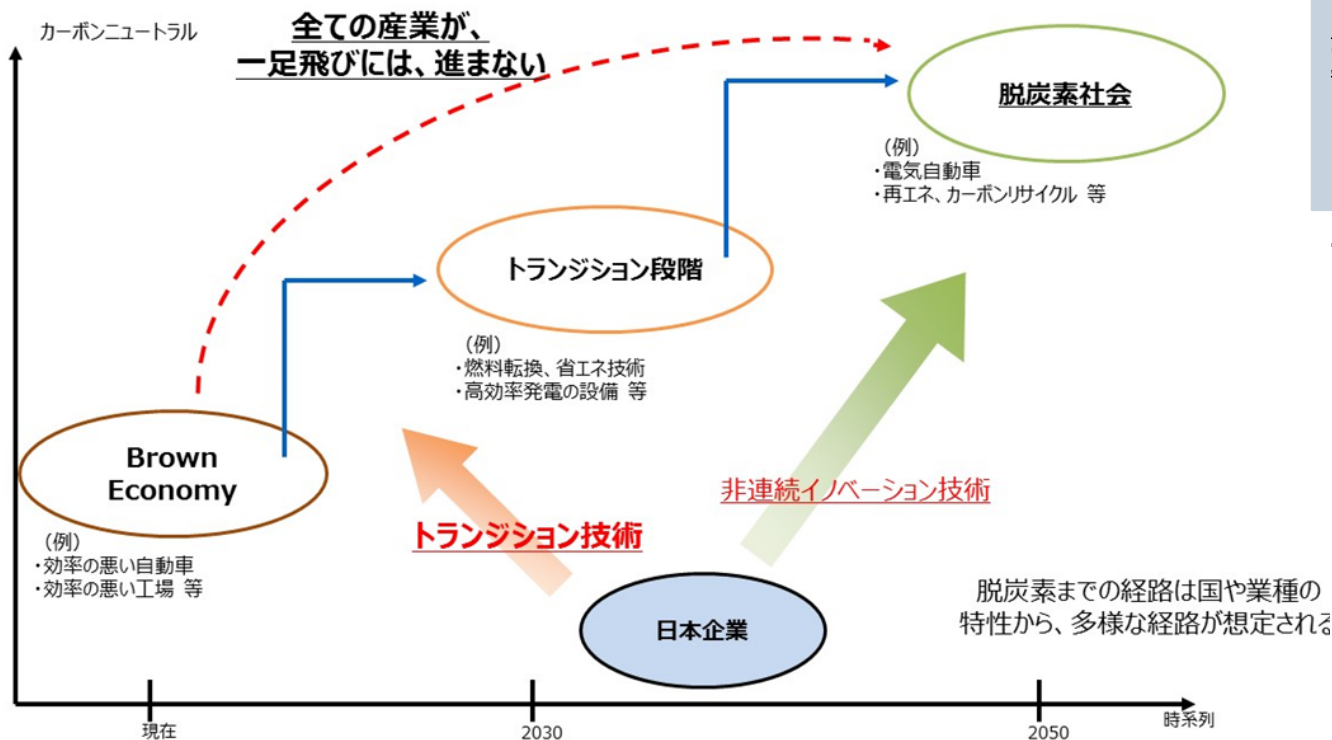 カーボンニュートラル
全ての産業が、
一足飛びには、進まない
脱炭素社会
（例）
・電気自動車
・再エネ、カーボンリサイクル 等
トランジション段階
（例）
・燃料転換、省エネ技術
・高効率発電の設備 等
Brown
Economy
（例）
・効率の悪い自動車
・効率の悪い工場 等
トランジション技術
非連続イノベーション技術
日本企業
脱炭素までの経路は国や業種の
特性から、多様な経路が想定される
現在
2030
2050
時系列